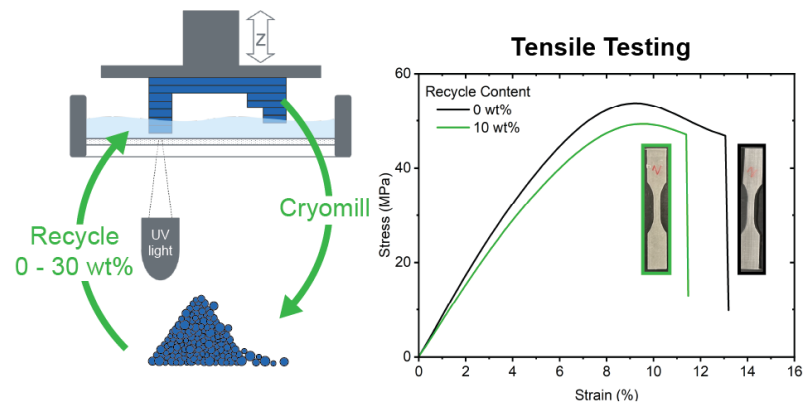 Z
Recycle
0 - 30 wt%
UV
light
Cryomill
Tensile Testing
Stress (MPa)
60
40
20
0
Recycle Content
0 wt%
10 wt%
0
2
4
6
8
10
12
14
16
Strain (%)